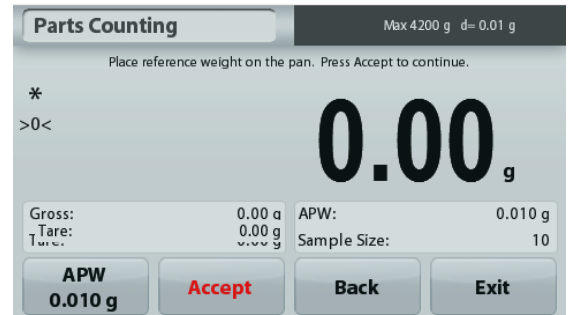 Parts Counting
Max 4200 g d= 0.01 g
Place reference weight on the pan. Press Accept to continue.
*
>0<
0.00 g
Gross: 0.00 g
Tare: 0.00 g
APW: 0.010 g
Sample Size: 10
APW
0.010 g
Accept
Back
Exit